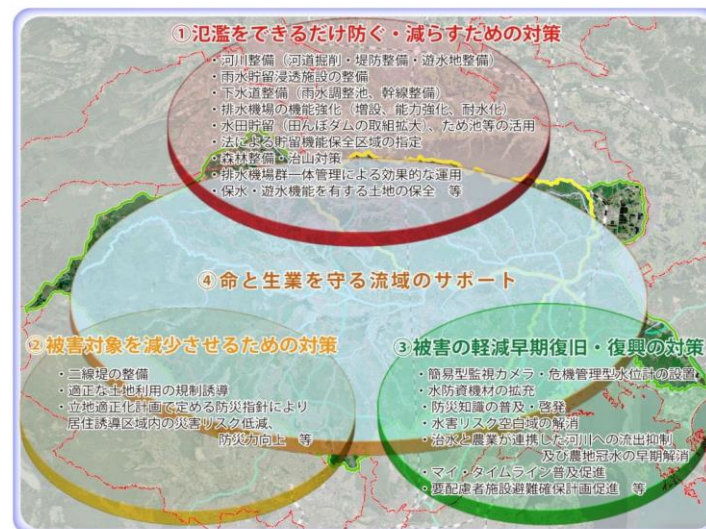 ①氾濫をできるだけ防ぐ・減らすための対策
・河川整備（河道掘削・堤防整備・遊水地整備）
・雨水貯留浸透施設の整備
・下水道整備（雨水調整池、幹線整備）
・排水機場の機能強化（増設、能力強化、耐水化）
・水田貯留（田んぼダムの取組拡大）、ため池等の活用
・法による貯留機能保全区域の指定
・森林整備・治山対策
・排水機場群一体管理による効果的な運用
・保水・遊水機能を有する土地の保全　等
④命と生業を守る流域のサポート
②被害対象を減少させるための対策
・二線堤の整備
・適正な土地利用の規制誘導
・立地適正化計画で定める防災指針により
居住誘導区域内の災害リスク低減、
防災力向上　等
③被害の軽減早期復旧・復興の対策
・簡易型監視カメラ・危機管理型水位計の設置
・水防資機材の拡充
・防災知識の普及・啓発
・水害リスク空白域の解消
・治水と農業が連携した河川への流出抑制
及び農地冠水の早期解消
・マイ・タイムライン普及促進
・要配慮者施設避難確保計画促進　等